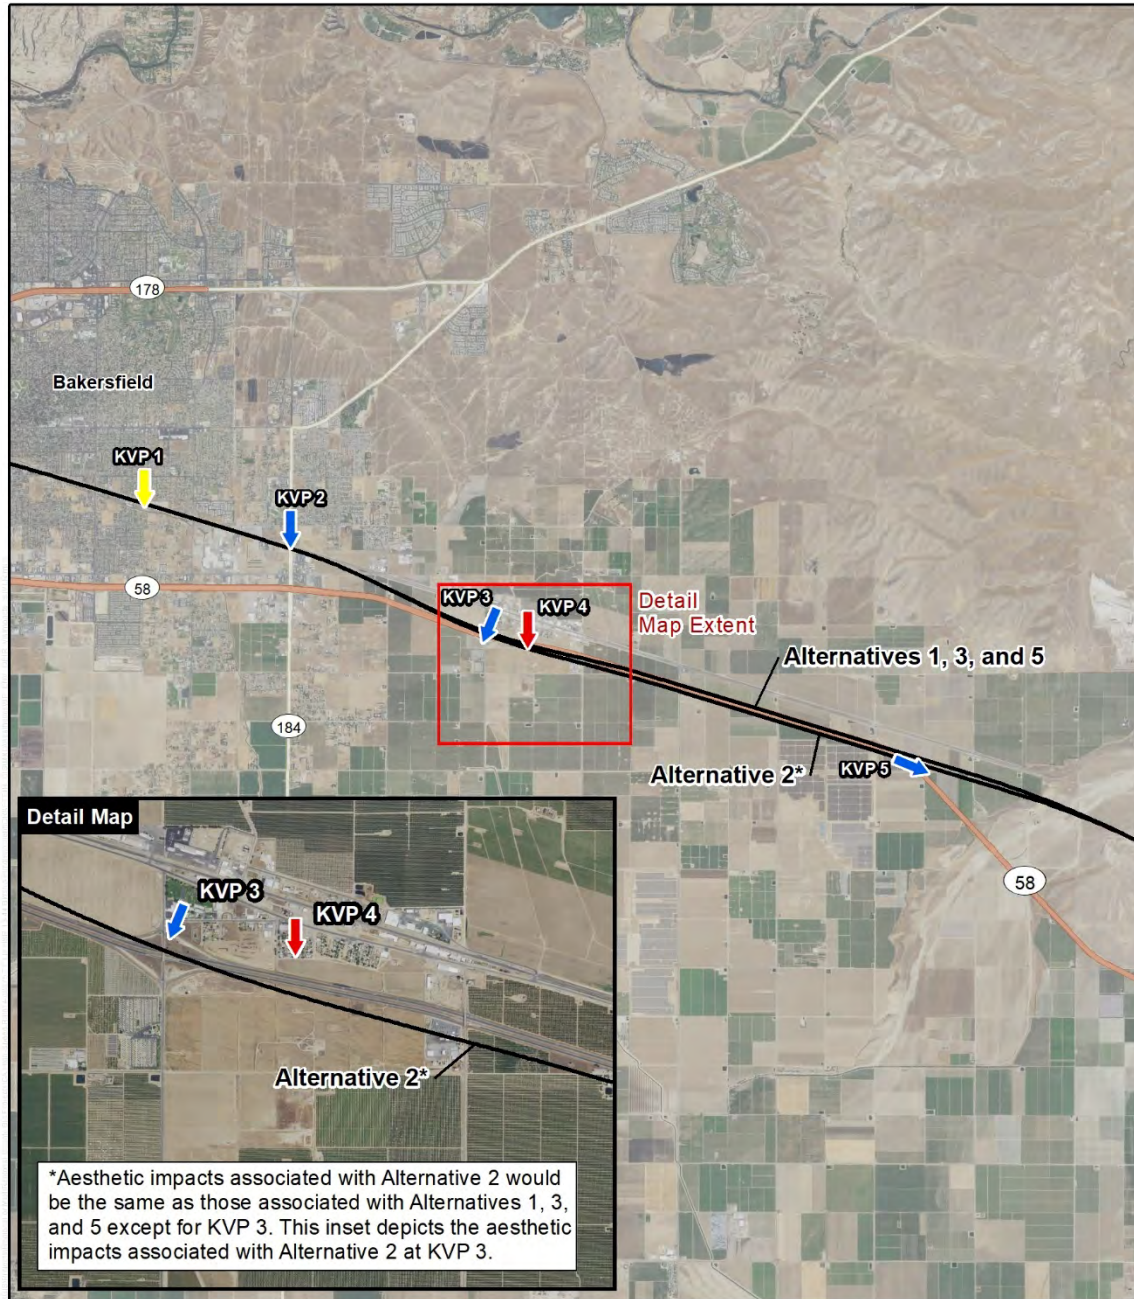 178
Bakersfield
KVP 1
KVP 2
58
KVP 3
KVP 4
Detail
Map Extent
Alternatives 1, 3, and 5
184
Alternative 2*
KVP 5
58
Detail Map
KVP 3
KVP 4
Alternative 2*
*Aesthetic impacts associated with Alternative 2 would
be the same as those associated with Alternatives 1, 3,
and 5 except for KVP 3. This inset depicts the aesthetic
impacts associated with Alternative 2 at KVP 3.